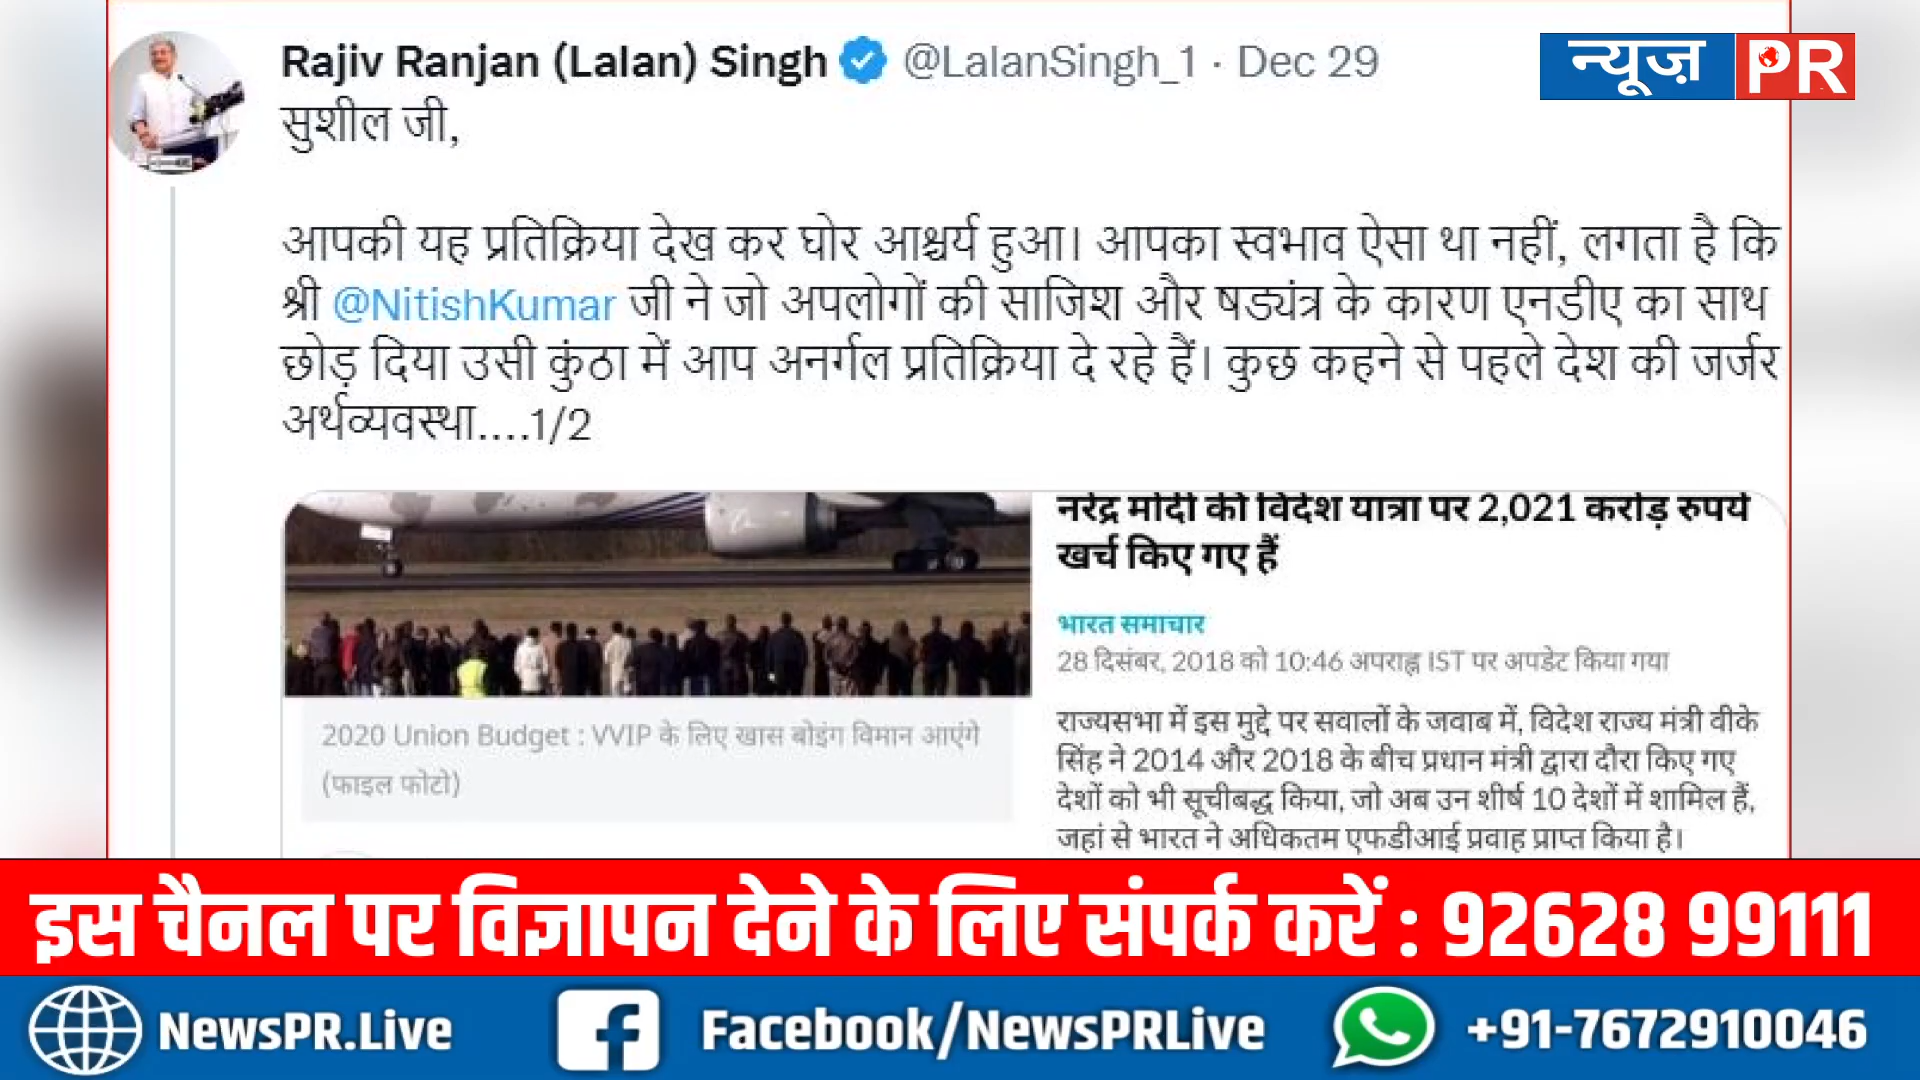 Rajiv Ranjan (Lalan) Singh @LalanSingh_1 · Dec 29
न्यूज़ PR
सुशील जी,
आपकी यह प्रतिक्रिया देख कर घोर आश्चर्य हुआ। आपका स्वभाव ऐसा था नहीं, लगता है कि
श्री @NitishKumar जी ने जो अपलोगों की साजिश और षड्यंत्र के कारण एनडीए का साथ
छोड़ दिया उसी कुंठा में आप अनर्गल प्रतिक्रिया दे रहे हैं। कुछ कहने से पहले देश की जर्जर
अर्थव्यवस्था....1/2
2020 Union Budget : VVIP के लिए खास बोइंग विमान आएंगे
(फाइल फोटो)
नरेंद्र मोदी की विदेश यात्रा पर 2,021 करोड़ रुपये
खर्च किए गए हैं
भारत समाचार
28 दिसंबर, 2018 को 10:46 अपराह्न IST पर अपडेट किया गया
राज्यसभा में इस मुद्दे पर सवालों के जवाब में, विदेश राज्य मंत्री वीके
सिंह ने 2014 और 2018 के बीच प्रधान मंत्री द्वारा दौरा किए गए
देशों को भी सूचीबद्ध किया, जो अब उन शीर्ष 10 देशों में शामिल हैं,
जहां से भारत ने अधिकतम एफडीआई प्रवाह प्राप्त किया है।
इस चैनल पर विज्ञापन देने के लिए संपर्क करें : 92628 99111
NewsPR.Live Facebook/NewsPRLive +91-7672910046